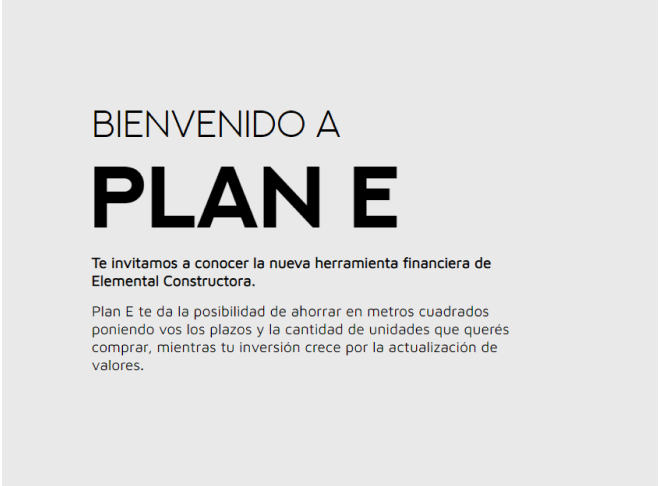 BIENVENIDO A
PLAN E
Te invitamos a conocer la nueva herramienta financiera de
Elemental Constructora.
Plan E te da la posibilidad de ahorrar en metros cuadrados
poniendo vos los plazos y la cantidad de unidades que querés
comprar, mientras tu inversión crece por la actualización de
valores.